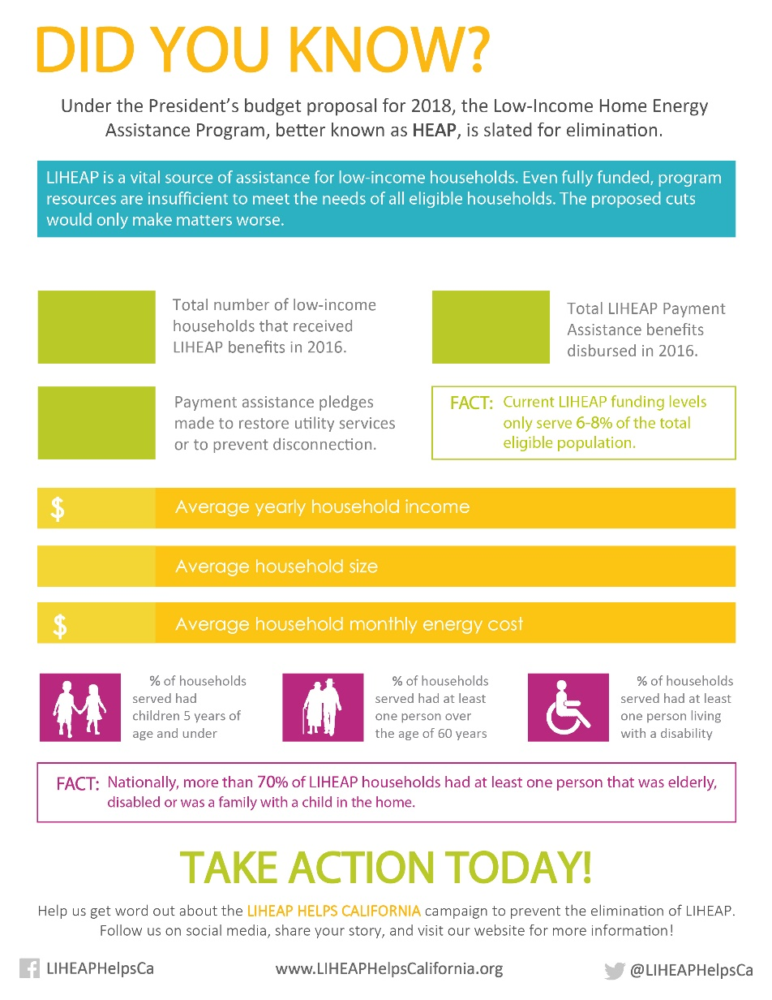 DID YOU KNOW?
Under the President's budget proposal for 2018, the Low-Income Home Energy
Assistance Program, better known as HEAP, is slated for elimination.
LIHEAP is a vital source of assistance for low-income households. Even fully funded, program
resources are insufficient to meet the needs of all eligible households. The proposed cuts
would only make matters worse.
Total number of low-income
households that received
LIHEAP benefits in 2016.
Total LIHEAP Payment
Assistance benefits
disbursed in 2016.
Payment assistance pledges
made to restore utility services
or to prevent disconnection.
FACT: Current LIHEAP funding levels
only serve 6-8% of the total
eligible population.
$ Average yearly household income
Average household size
$ Average household monthly energy cost
% of households
served had
children 5 years of
age and under
% of households
served had at least
one person over
the age of 60 years
% of households
served had at least
one person living
with a disability
FACT: Nationally, more than 70% of LIHEAP households had at least one person that was elderly,
disabled or was a family with a child in the home.
TAKE ACTION TODAY!
Help us get word out about the LIHEAP HELPS CALIFORNIA campaign to prevent the elimination of LIHEAP.
Follow us on social media, share your story, and visit our website for more information!
LIHEAPHelpsCa
www.LIHEAPHelpsCalifornia.org
@LIHEAPHelpsCa